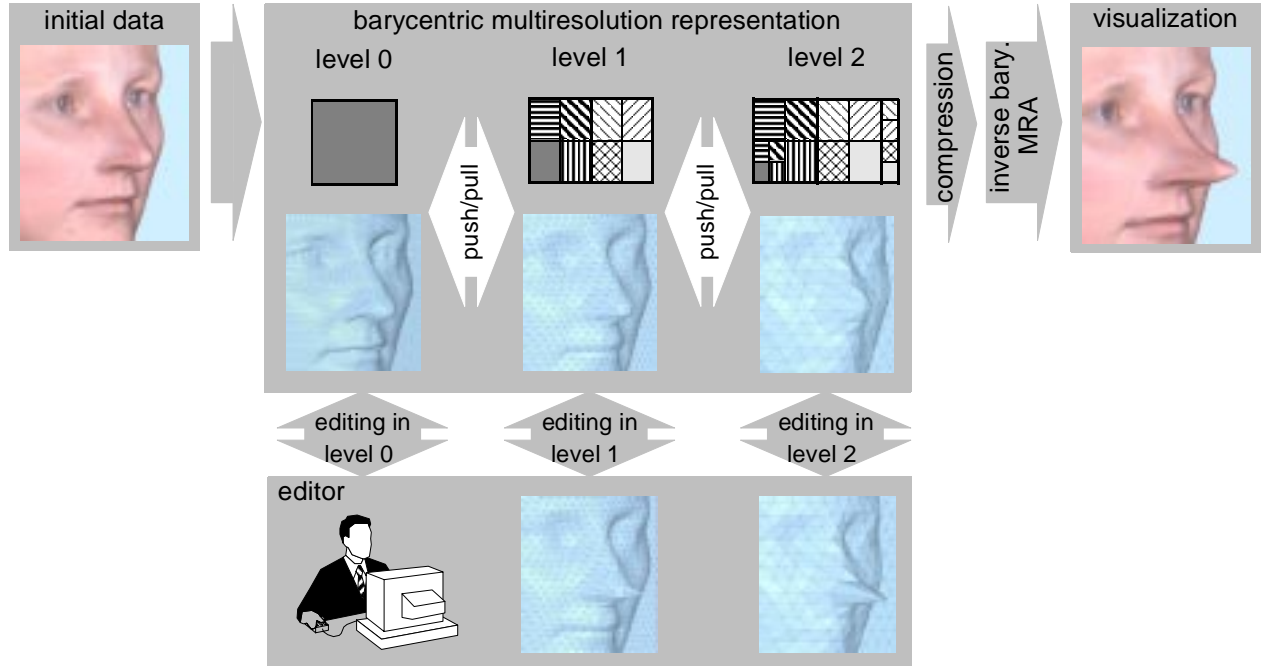 initial data
barycentric multiresolution representation
visualization
level 0
level 1
level 2
push/pull
push/pull
compression
inverse bary.
MRA
editing in
level 0
editing in
level 1
editing in
level 2
editor